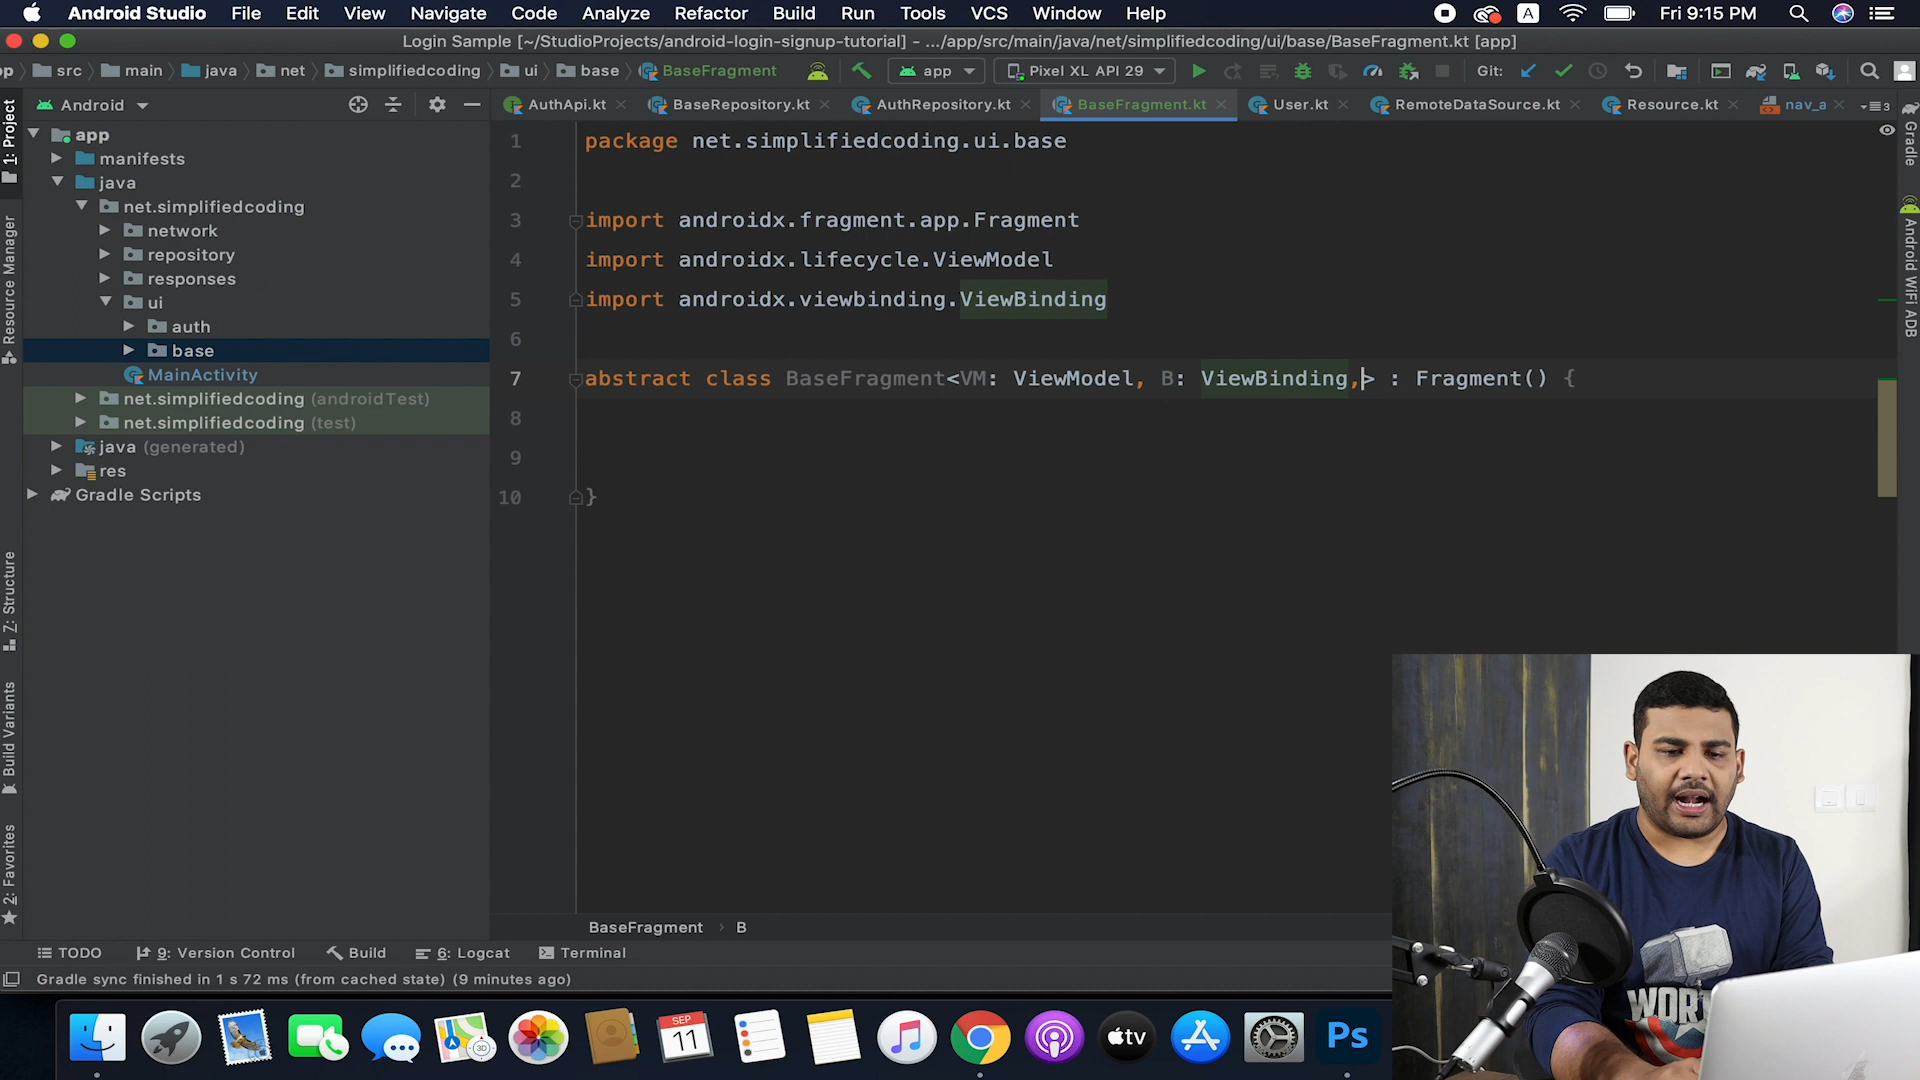 Android Studio File Edit View Navigate Code Analyze Refactor Build Run Tools VCS Window Help A Fri 9:15 PM
Login Sample [~/StudioProjects/android-login-signup-tutorial] - .../app/src/main/java/net/simplifiedcoding/ui/base/BaseFragment.kt [app]
pp src main java net simplifiedcoding ui base BaseFragment app Pixel XL API 29 Git:
Android AuthApi.kt BaseRepository.kt AuthRepository.kt BaseFragment.kt User.kt RemoteDataSource.kt Resource.kt nav_a 3
1: Project
Resource Manager
Z: Structure
Build Variants
2: Favorites
app
manifests
java
net.simplifiedcoding
network
repository
responses
ui
auth
base
MainActivity
net.simplifiedcoding (androidTest)
net.simplifiedcoding (test)
java (generated)
res
Gradle Scripts
1 package net.simplifiedcoding.ui.base
2
3 import androidx.fragment.app.Fragment
4 import androidx.lifecycle.ViewModel
5 import androidx.viewbinding.ViewBinding
6
7 abstract class BaseFragment<VM: ViewModel, B: ViewBinding,> : Fragment() {
8
9
10 }
Gradle
Android WiFi ADB
BaseFragment › B
TODO 9: Version Control Build 6: Logcat Terminal
Gradle sync finished in 1 s 72 ms (from cached state) (9 minutes ago)
3D
SEP
11
tv
Ps